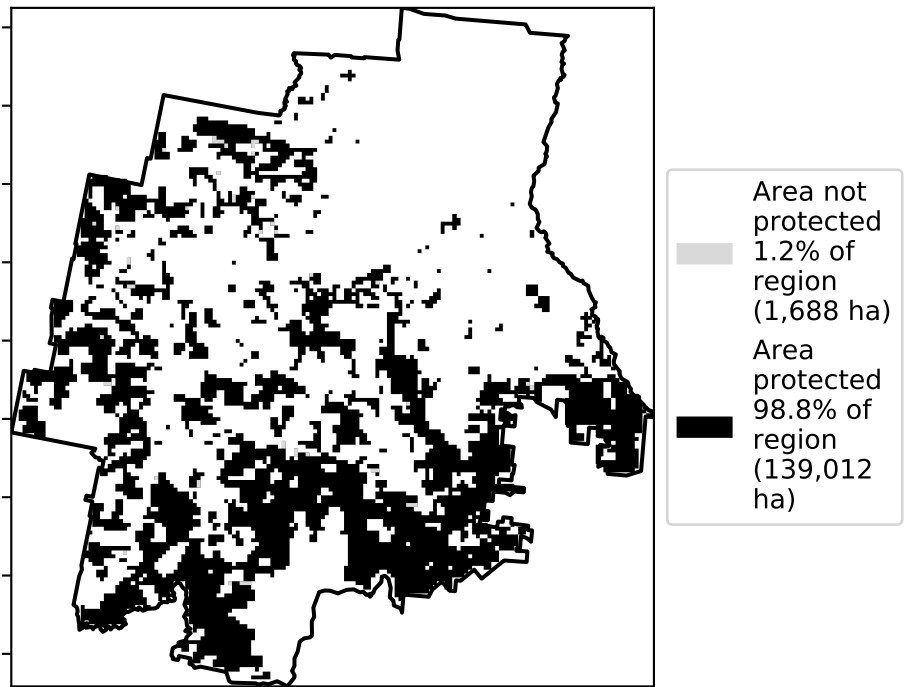 Area not
protected
1.2% of
region
(1,688 ha)
Area
protected
98.8% of
region
(139,012
ha)